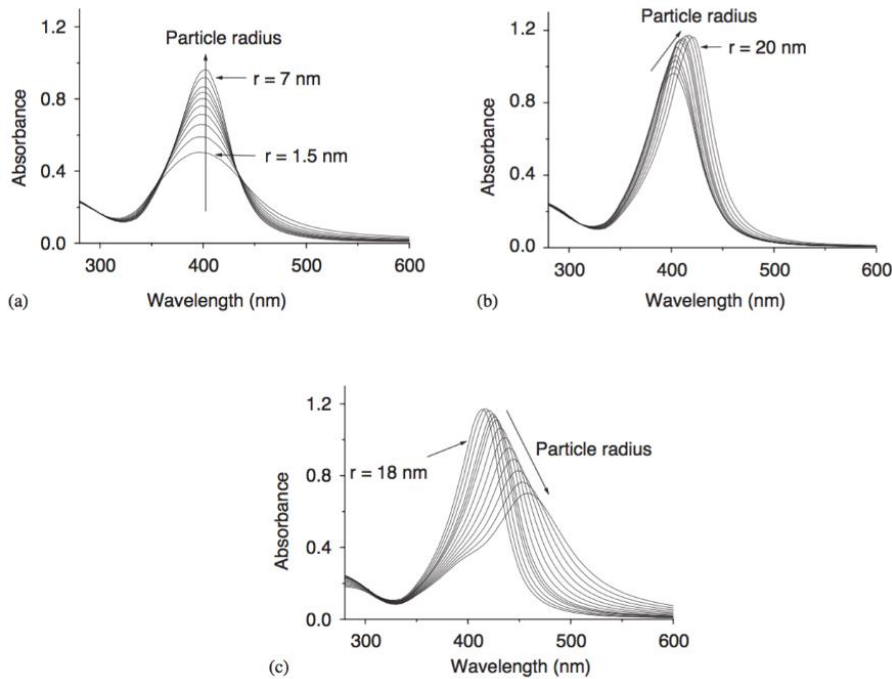 1.2
Particle radius
r = 7 nm
0.8
r = 1.5 nm
0.4
0.0
300 400 500 600
Absorbance
Wavelength (nm)
(a)
1.2
Particle radius
r = 20 nm
0.8
0.4
0.0
300 400 500 600
Absorbance
Wavelength (nm)
(b)
1.2
Particle radius
r = 18 nm
0.8
0.4
0.0
300 400 500 600
Absorbance
Wavelength (nm)
(c)